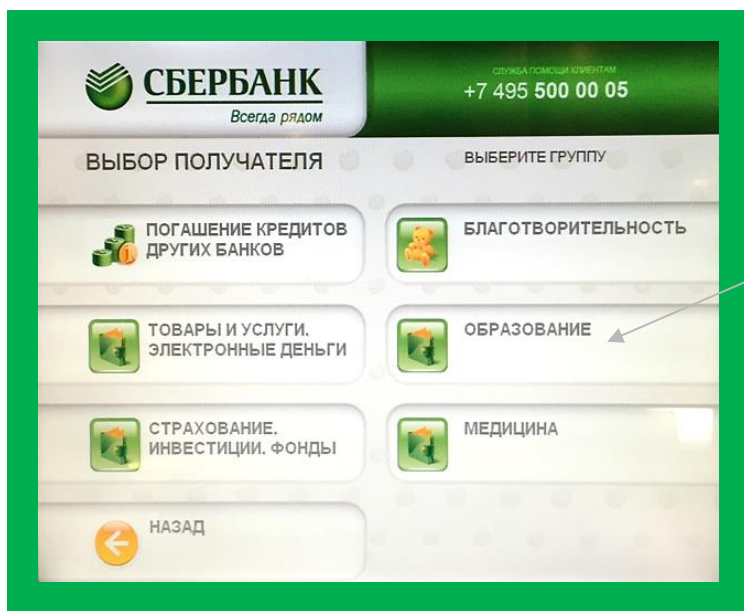 СБЕРБАНК
Всегда рядом
СЛУЖБА ПОМОЩИ КЛИЕНТАМ
+7 495 500 00 05
ВЫБОР ПОЛУЧАТЕЛЯ
ВЫБЕРИТЕ ГРУППУ
ПОГАШЕНИЕ КРЕДИТОВ
ДРУГИХ БАНКОВ
БЛАГОТВОРИТЕЛЬНОСТЬ
ТОВАРЫ И УСЛУГИ.
ЭЛЕКТРОННЫЕ ДЕНЬГИ
ОБРАЗОВАНИЕ
СТРАХОВАНИЕ.
ИНВЕСТИЦИИ. ФОНДЫ
МЕДИЦИНА
НАЗАД